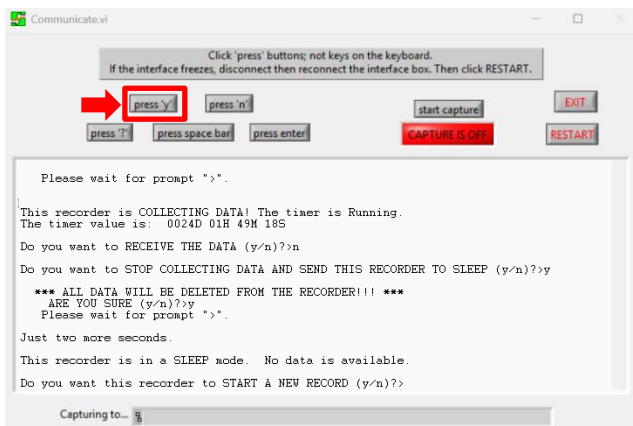 Communicate.vi
Click 'press' buttons; not keys on the keyboard.
If the interface freezes, disconnect then reconnect the interface box. Then click RESTART.
press 'y'
press 'n'
start capture
EXIT
press '?'
press space bar
press enter
CAPTURE IS OFF
RESTART
Please wait for prompt ">".
This recorder is COLLECTING DATA! The timer is Running.
The timer value is: 0024D 01H 49M 18S
Do you want to RECEIVE THE DATA (y/n)?>n
Do you want to STOP COLLECTING DATA AND SEND THIS RECORDER TO SLEEP (y/n)?>y
*** ALL DATA WILL BE DELETED FROM THE RECORDER!!! ***
ARE YOU SURE (y/n)?>y
Please wait for prompt ">".
Just two more seconds.
This recorder is in a SLEEP mode. No data is available.
Do you want this recorder to START A NEW RECORD (y/n)?>
Capturing to...